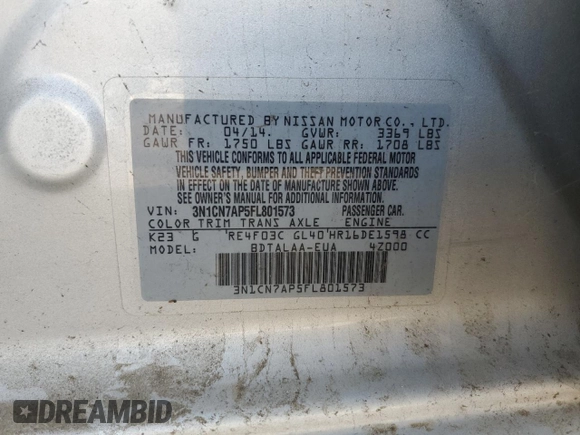 MANUFACTURED BY NISSAN MOTOR CO., LTD.
DATE: 04/14. GVWR: 3369 LBS
GAWR FR: 1750 LBS GAWR RR: 1708 LBS
THIS VEHICLE CONFORMS TO ALL APPLICABLE FEDERAL MOTOR
VEHICLE SAFETY, BUMPER AND THEFT PREVENTION STANDARDS
IN EFFECT ON THE DATE OF MANUFACTURE SHOWN ABOVE.
SEE OWNER'S MANUAL FOR ADDITIONAL INFORMATION
VIN: 3N1CN7AP5FL801573 PASSENGER CAR.
COLOR TRIM TRANS AXLE ENGINE
K23 G RE4F03C GL40 HR16DE1598 CC
MODEL: BDTALAA-EUA 4Z000
3N1CN7AP5FL801573
DREAMBID